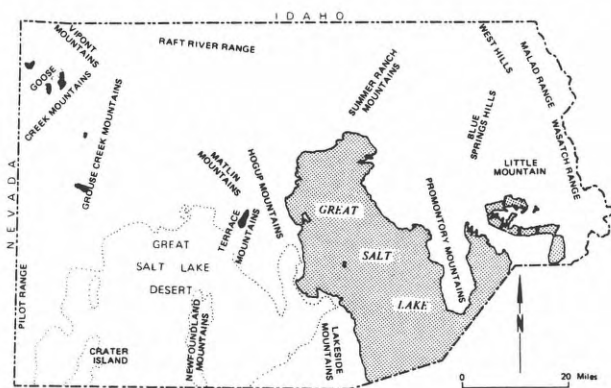 IDAHO
VIPONT
MOUNTAINS
GOOSE
CREEK MOUNTAINS
RAFT RIVER RANGE
GROUSE CREEK MOUNTAINS
SUMMER RANCH
MOUNTAINS
WEST HILLS
MALAD RANGE
WASATCH RANGE
BLUE
SPRINGS HILLS
LITTLE
MOUNTAIN
NEVADA
MATLIN
MOUNTAINS
HOGUP MOUNTAINS
TERRACE
MOUNTAINS
PROMONTORY MOUNTAINS
GREAT
SALT
LAKE
GREAT
SALT LAKE
DESERT
PILOT RANGE
CRATER
ISLAND
NEWFOUNDLAND
MOUNTAINS
LAKESIDE
MOUNTAINS
N
0 20 Miles